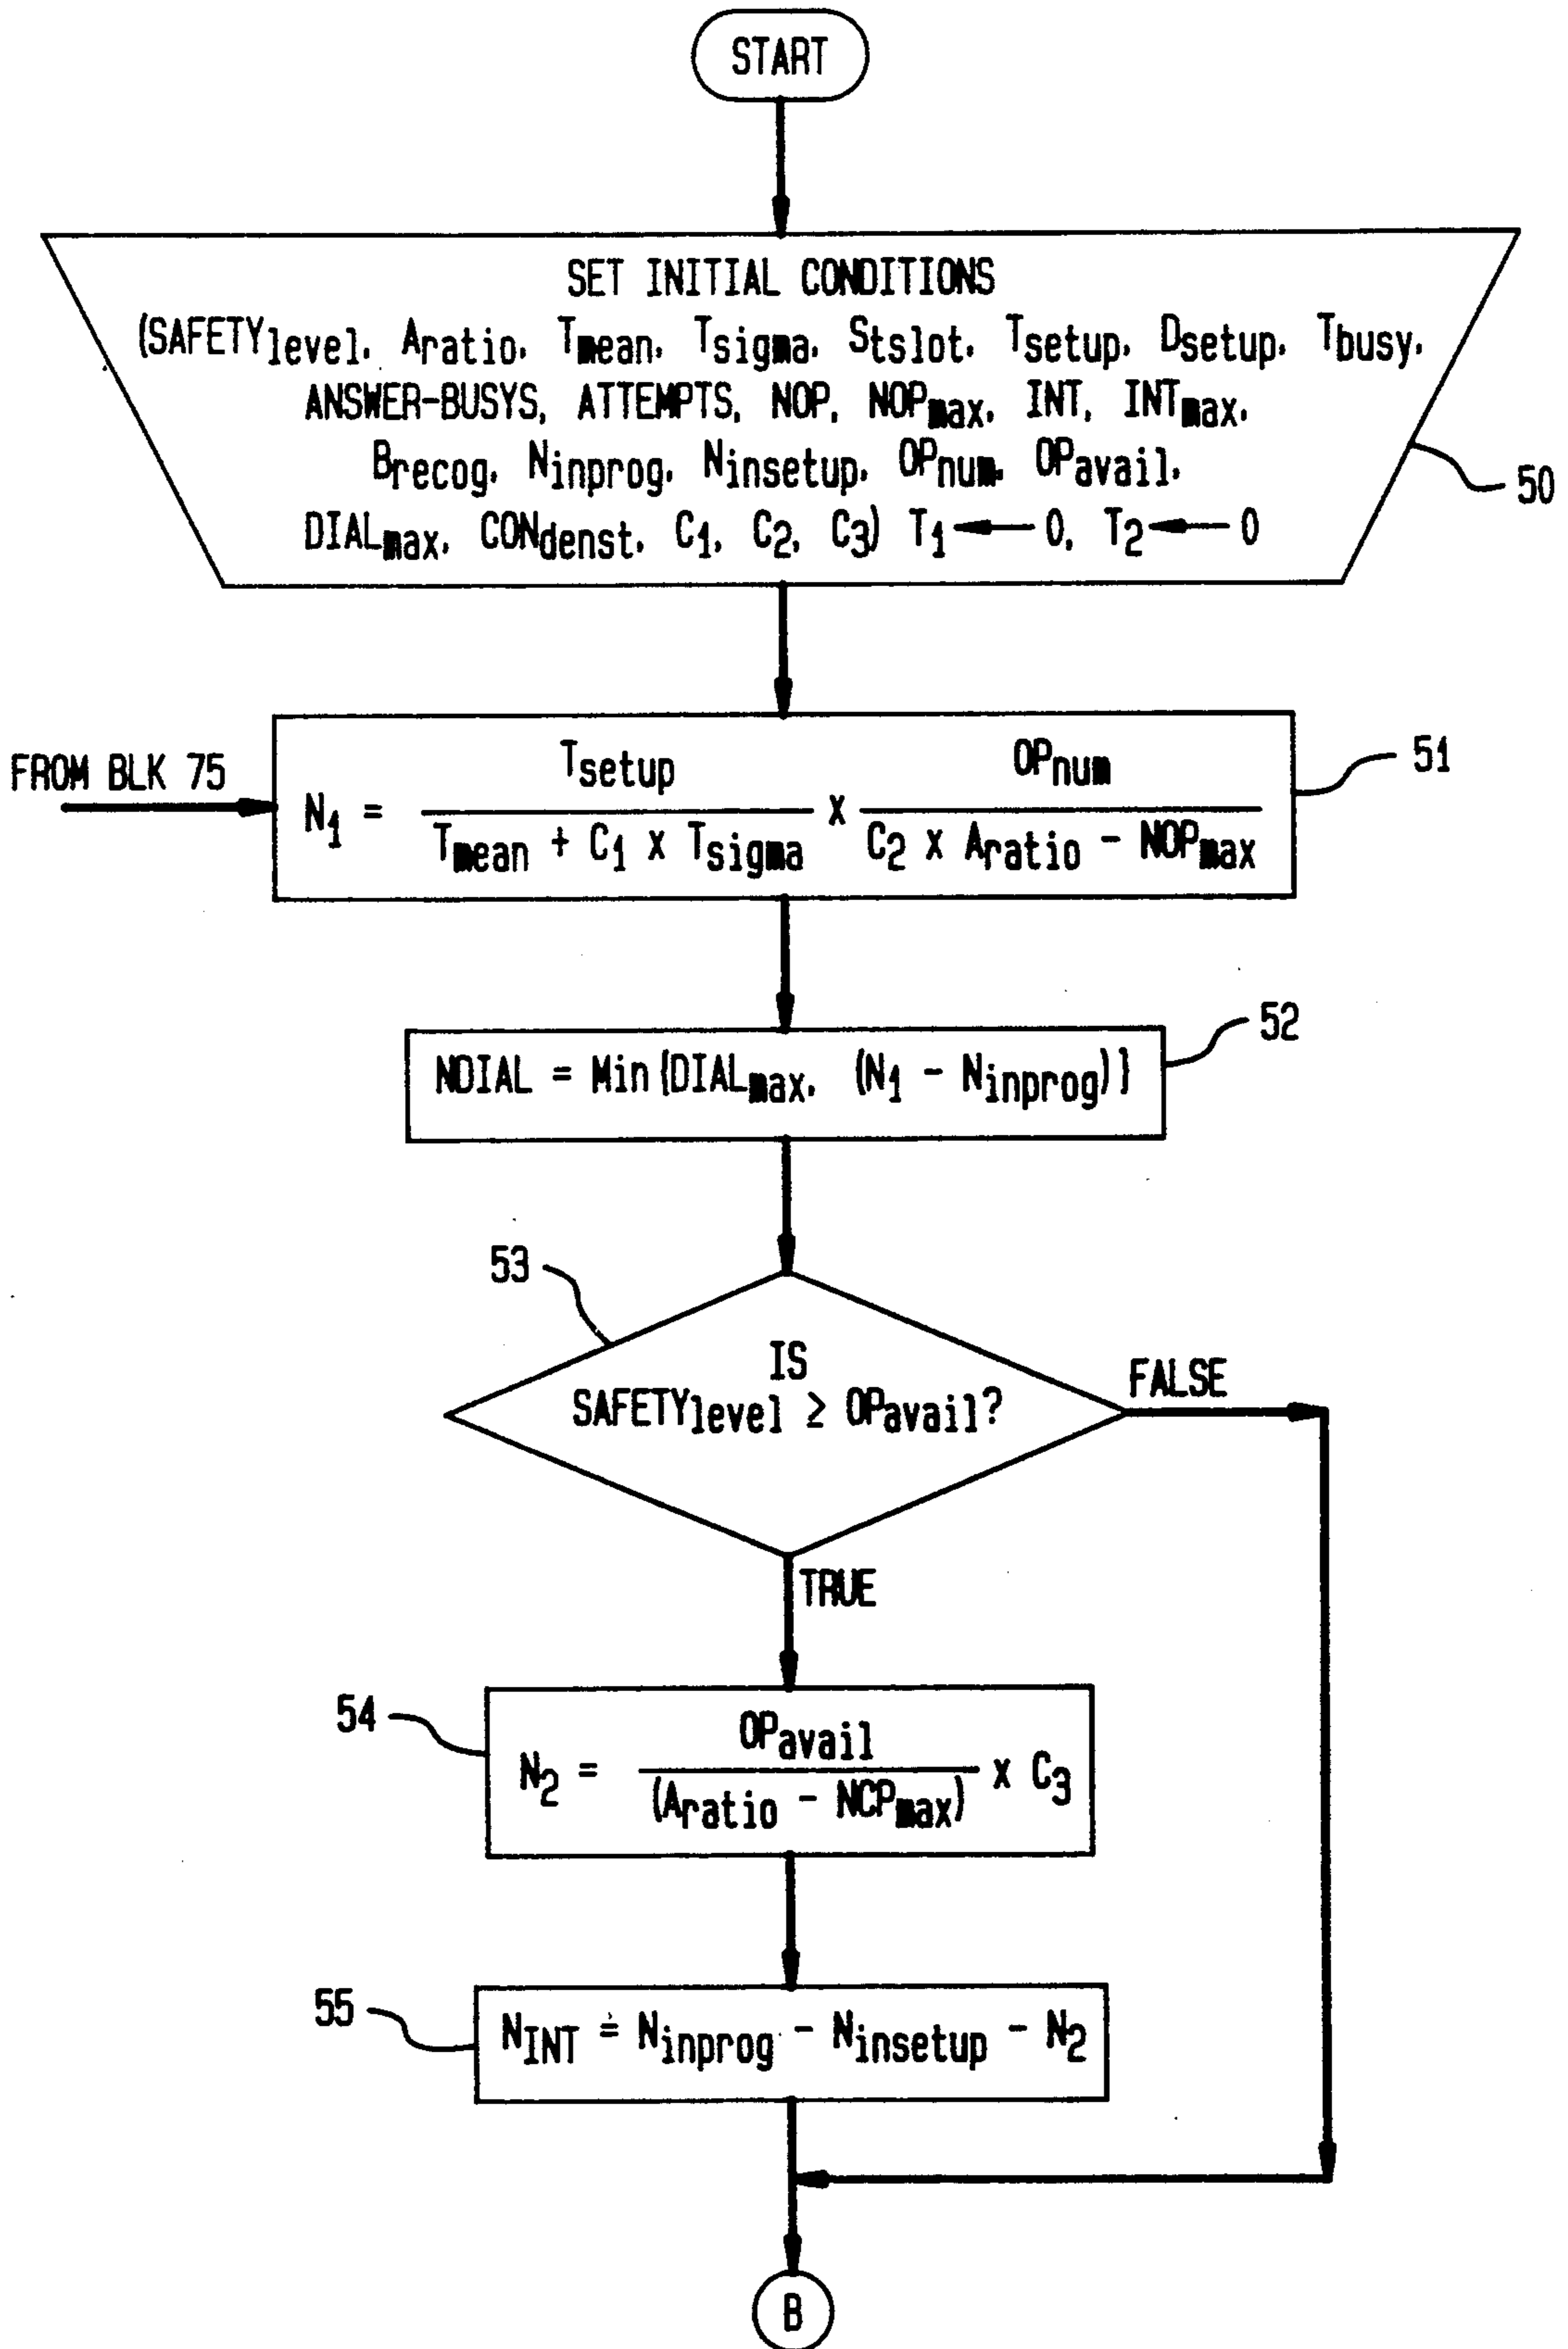 START
SET INITIAL CONDITIONS
(SAFETYlevel, Aratio, Tmean, Tsigma, Stslot, Tsetup, Dsetup, Tbusy,
ANSWER-BUSYS, ATTEMPTS, NOP, NOPmax, INT, INTmax,
Brecog, Ninprog, Ninsetup, OPnum, OPavail,
DIALmax, CONdenst, C1, C2, C3) T1 ← 0, T2 ← 0
50
FROM BLK 75
N1 = Tsetup / (Tmean + C1 x Tsigma) x OPnum / (C2 x Aratio - NOPmax)
51
NDIAL = Min{DIALmax, (N1 - Ninprog)}
52
53
IS
SAFETYlevel ≥ OPavail?
FALSE
TRUE
54
N2 = OPavail / (Aratio - NCPmax) x C3
55
NINT = Ninprog - Ninsetup - N2
B